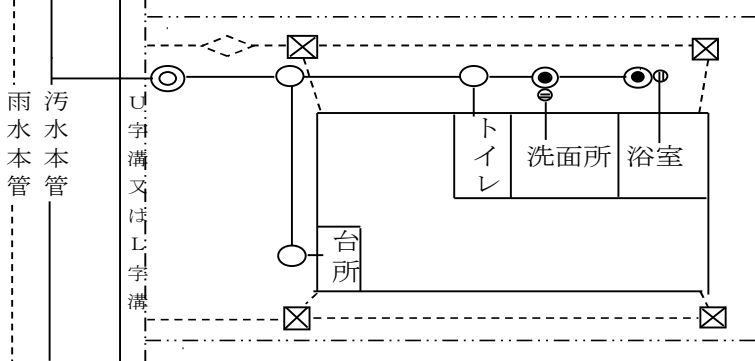 雨水本管
汚水本管
U字溝又はL字溝
トイレ
洗面所
浴室
台所